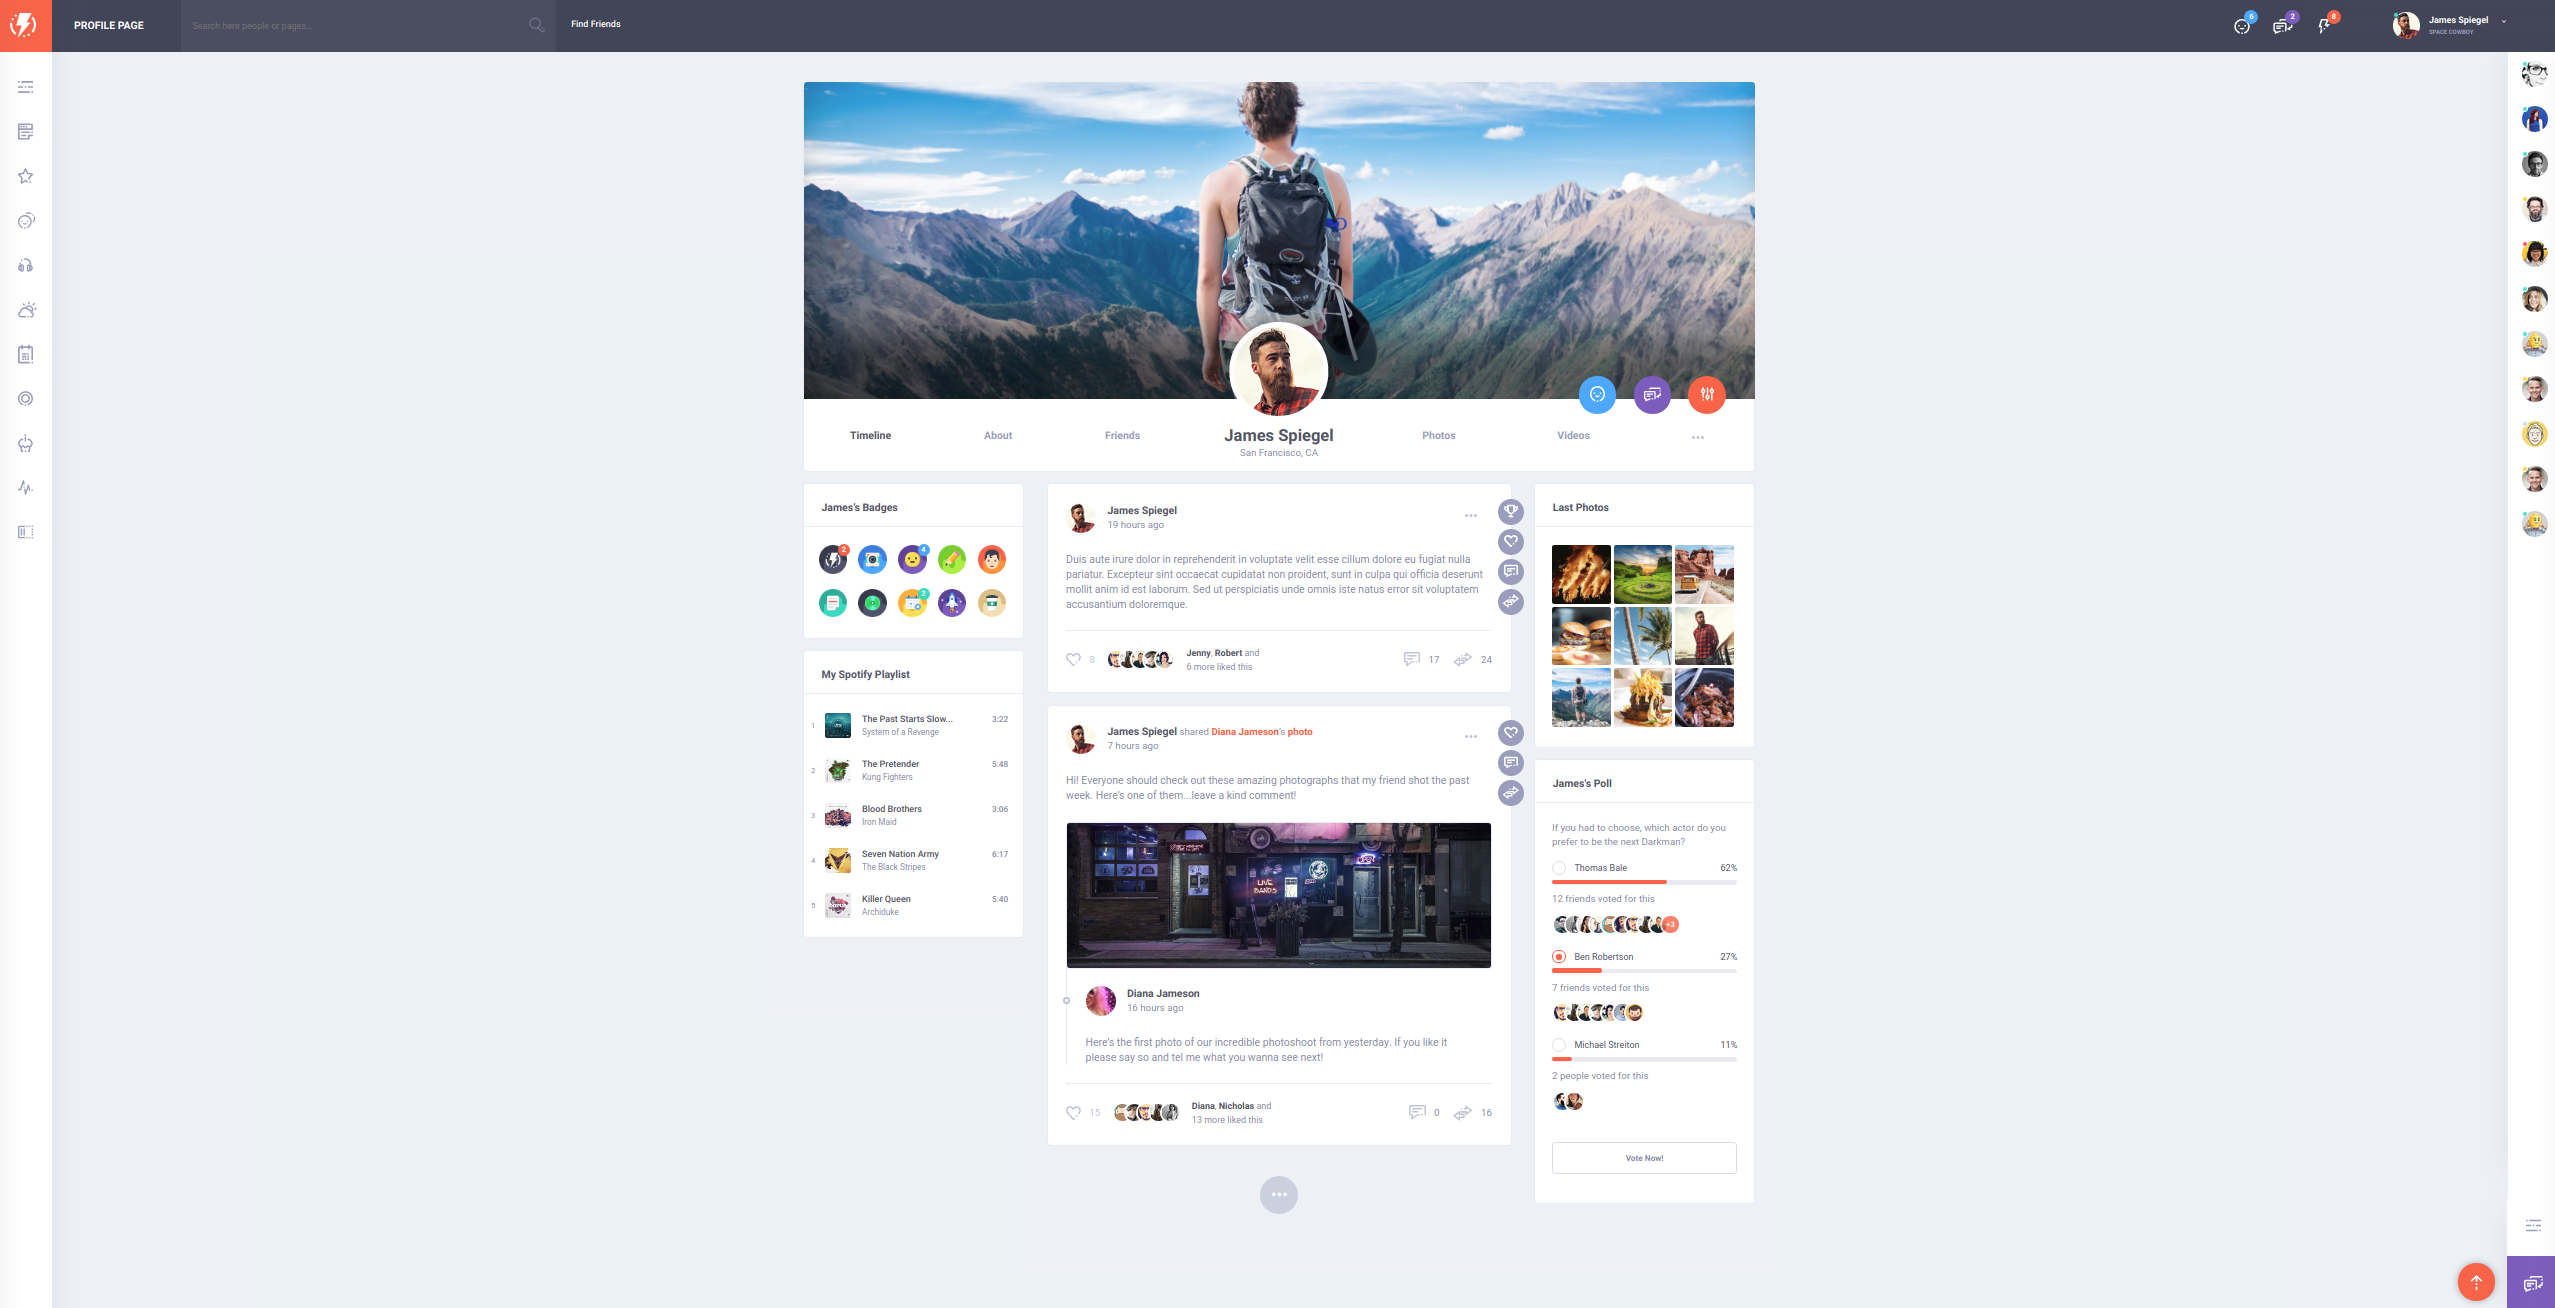 PROFILE PAGE
Search here people or pages...
Find Friends
6
2
8
James Spiegel
SPACE COWBOY
Timeline
About
Friends
James Spiegel
San Francisco, CA
Photos
Videos
James's Badges
2
4
2
My Spotify Playlist
1
The Past Starts Slow...
System of a Revenge
3:22
2
The Pretender
Kung Fighters
5:48
3
Blood Brothers
Iron Maid
3:06
4
Seven Nation Army
The Black Stripes
6:17
5
Killer Queen
Archiduke
5:40
James Spiegel
19 hours ago
Duis aute irure dolor in reprehenderit in voluptate velit esse cillum dolore eu fugiat nulla
pariatur. Excepteur sint occaecat cupidatat non proident, sunt in culpa qui officia deserunt
mollit anim id est laborum. Sed ut perspiciatis unde omnis iste natus error sit voluptatem
accusantium doloremque.
8
Jenny, Robert and
6 more liked this
17
24
James Spiegel shared Diana Jameson's photo
7 hours ago
Hi! Everyone should check out these amazing photographs that my friend shot the past
week. Here's one of them...leave a kind comment!
OPEN
LIVE
BANDS
Diana Jameson
16 hours ago
Here's the first photo of our incredible photoshoot from yesterday. If you like it
please say so and tel me what you wanna see next!
15
Diana, Nicholas and
13 more liked this
0
16
Last Photos
James's Poll
If you had to choose, which actor do you
prefer to be the next Darkman?
Thomas Bale
62%
12 friends voted for this
+3
Ben Robertson
27%
7 friends voted for this
Michael Streiton
11%
2 people voted for this
Vote Now!